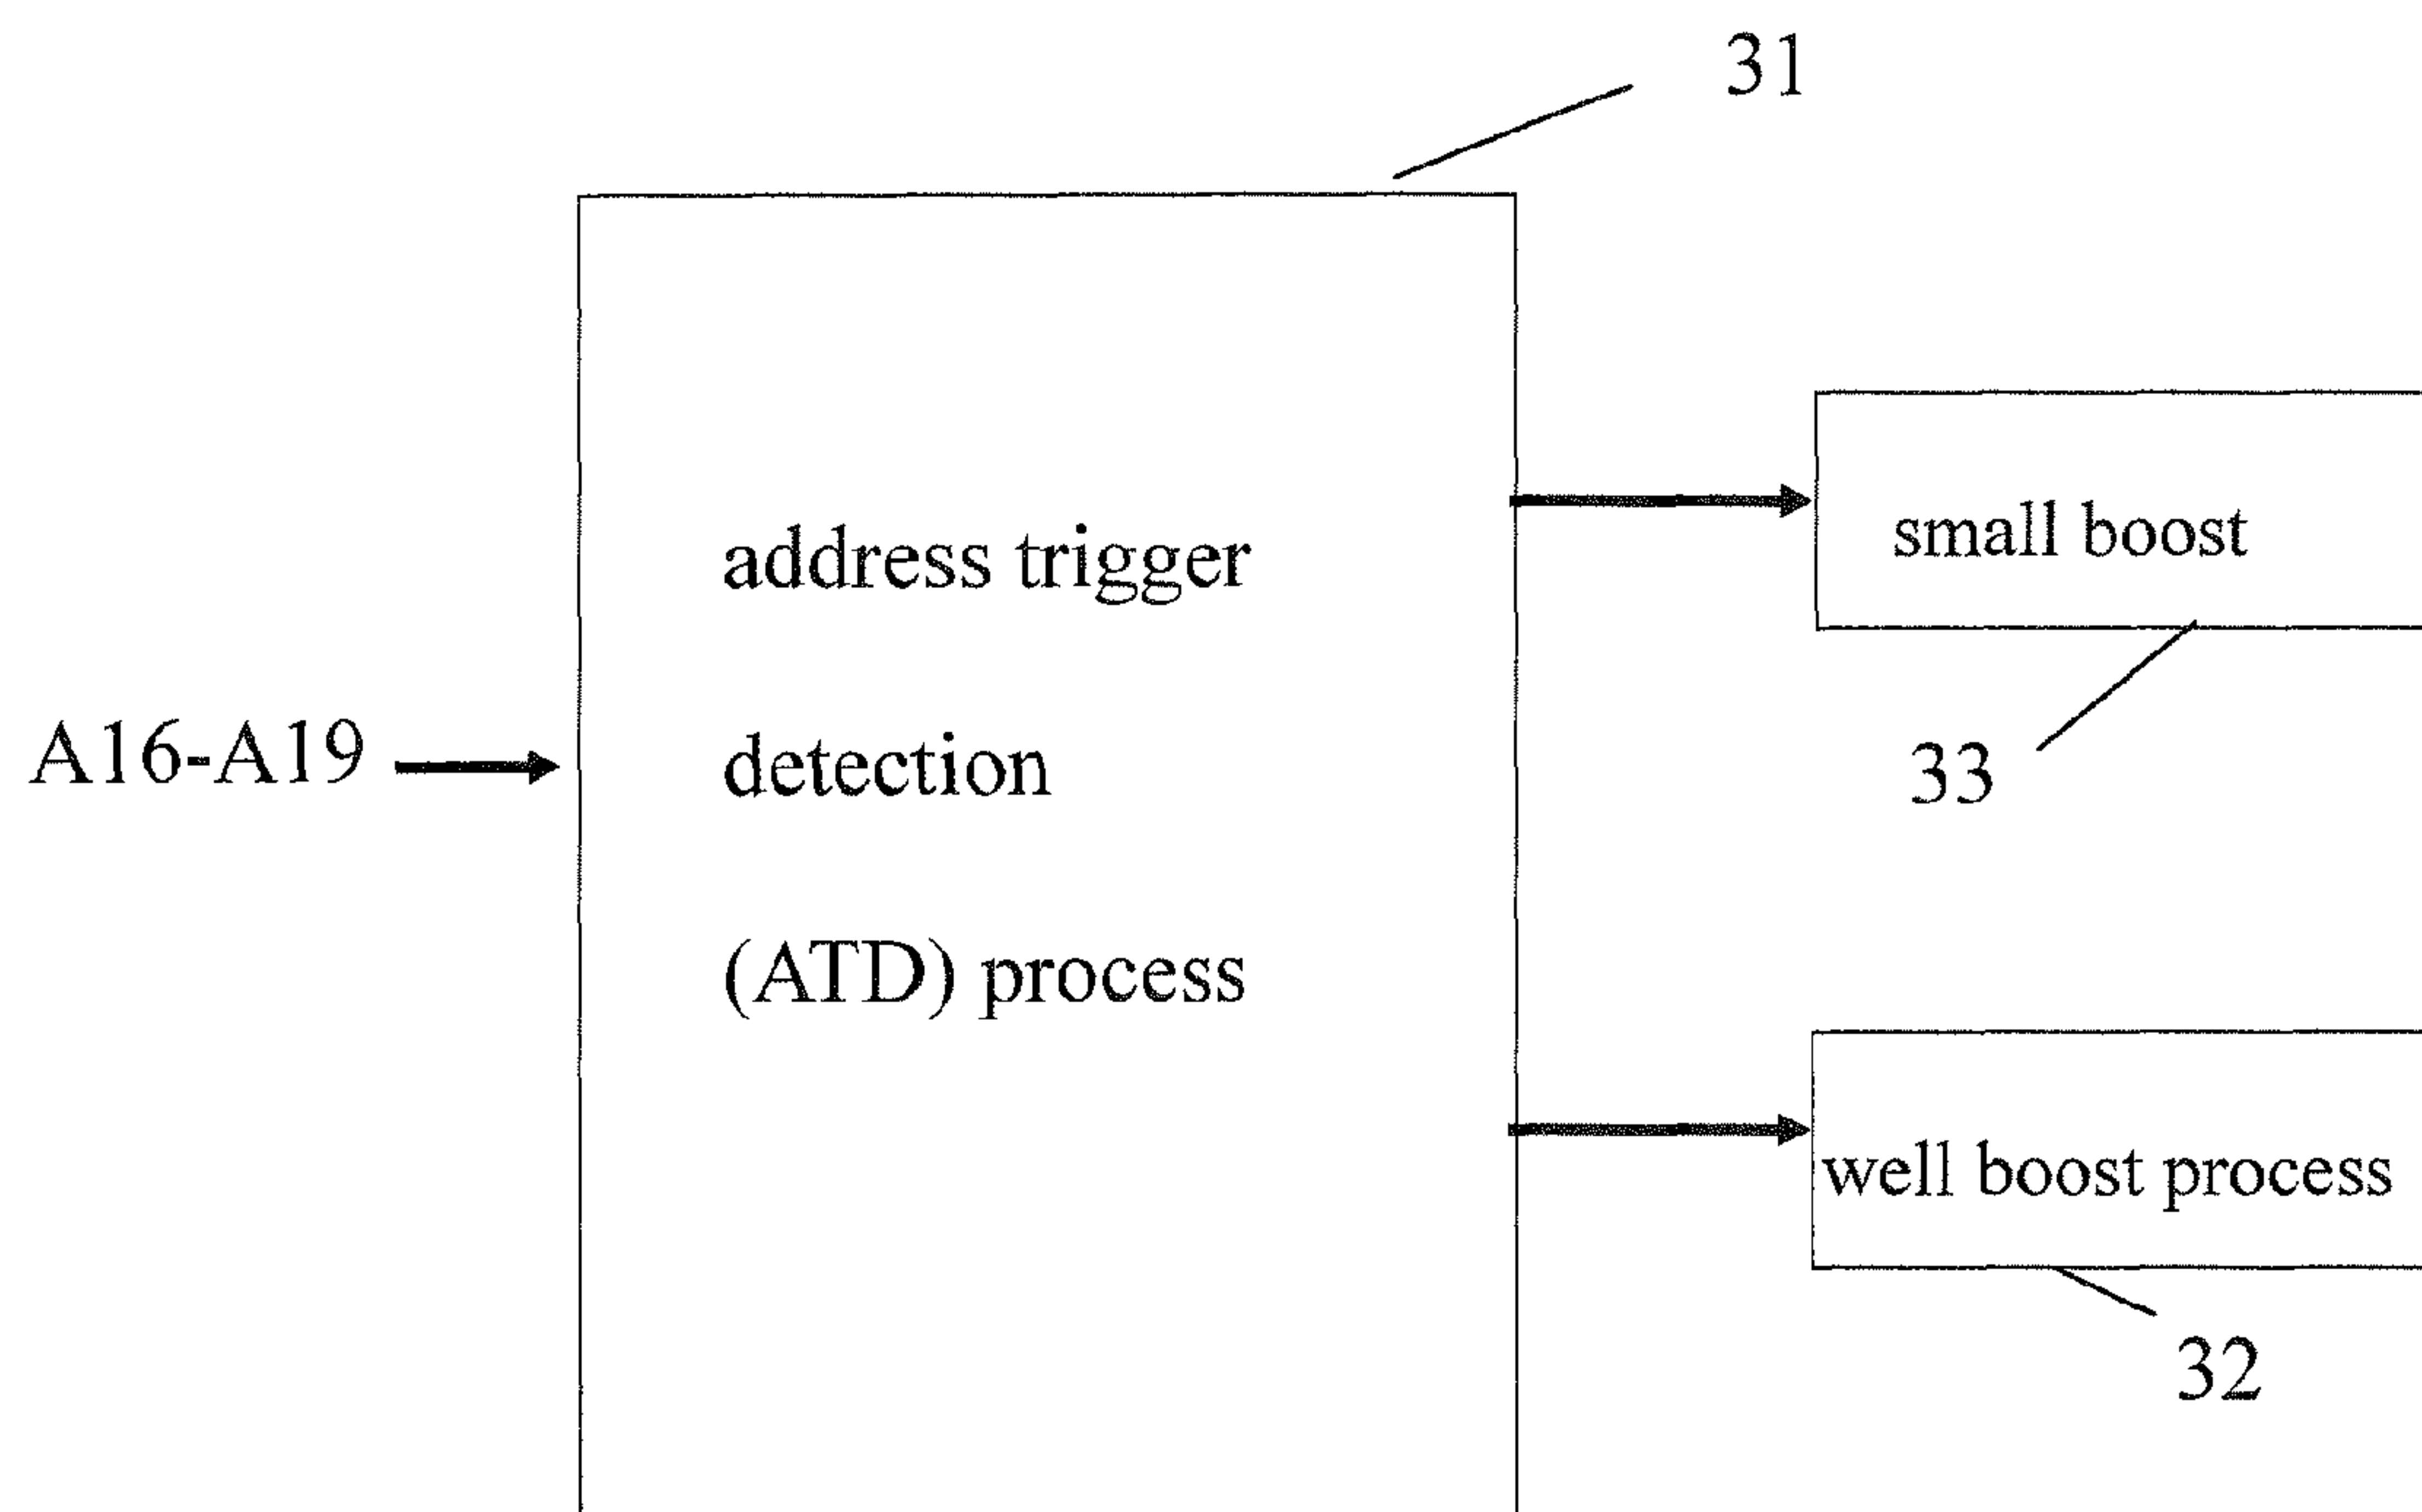 31
small boost
address trigger
A16-A19
detection
33
(ATD) process
well boost process
32